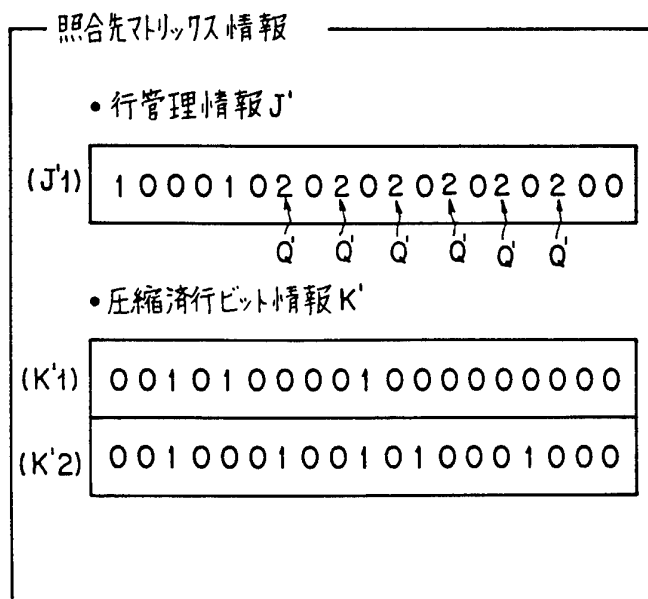 照合先マトリックス情報
• 行管理情報J'
(J'1) 1000102020202020200
Q' Q' Q' Q' Q' Q'
• 圧縮済行ビット情報K'
(K'1) 0010100001000000000
(K'2) 0010001001010001000